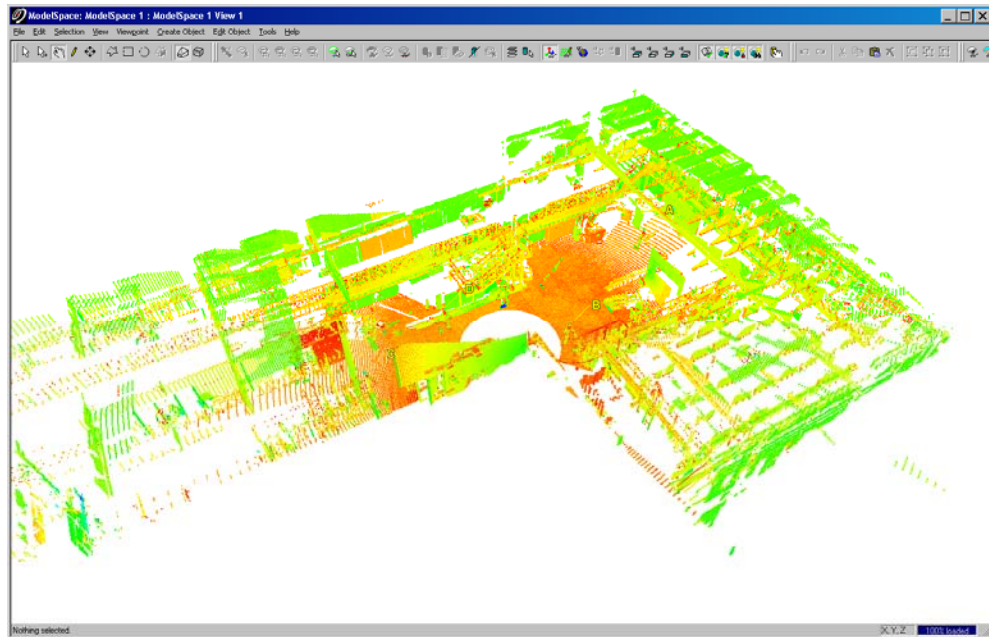 ModelSpace: ModelSpace 1 : ModelSpace 1 View 1
File Edit Selection View Viewpoint Create Object Edit Object Tools Help
A
B
Nothing selected.
X,Y,Z
100% loaded